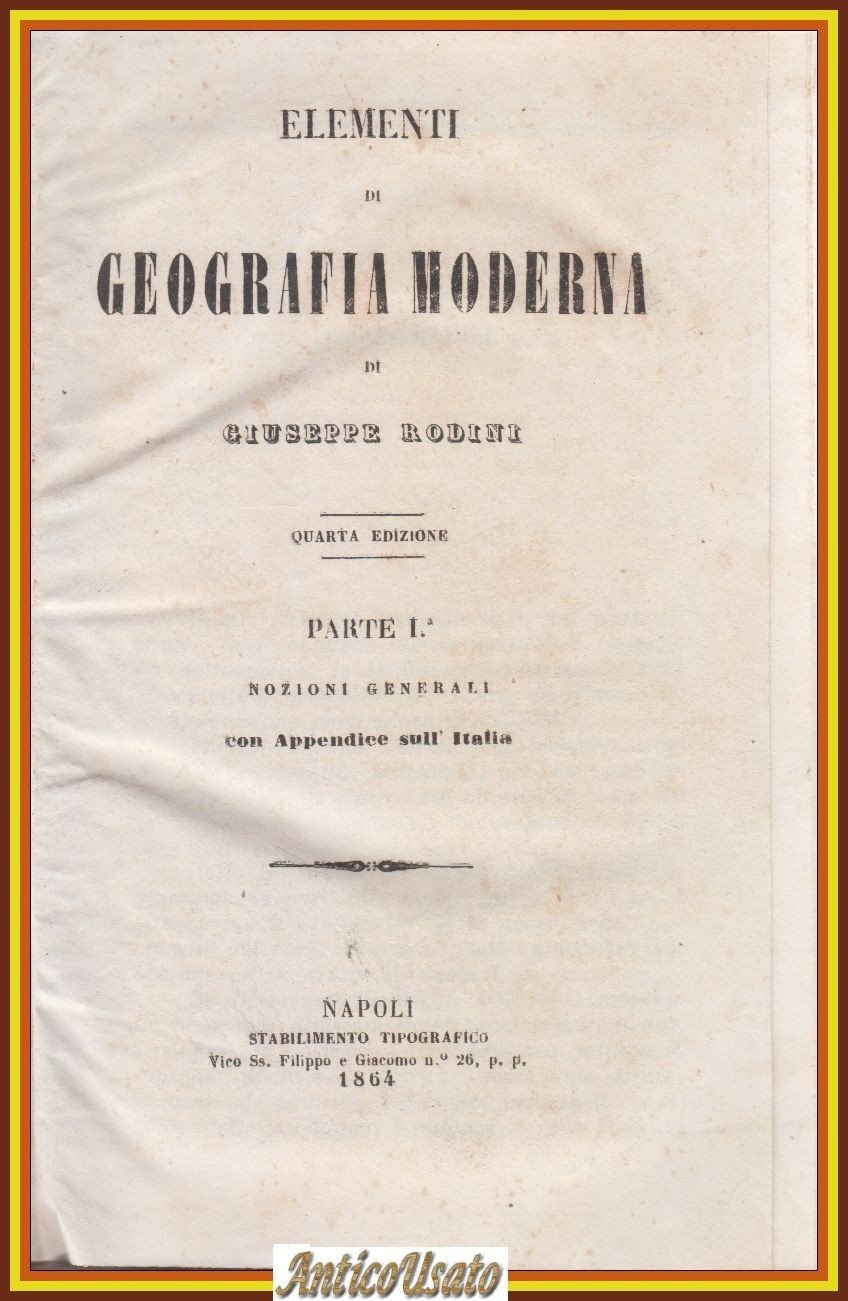 ELEMENTI
DI
GEOGRAFIA MODERNA
DI
GIUSEPPE RODINI
QUARTA EDIZIONE
PARTE I.ª
NOZIONI GENERALI
con Appendice sull' Italia
NAPOLI
STABILIMENTO TIPOGRAFICO
Vico Ss. Filippo e Giacomo n.º 26, p. p.
1864
AnticoUsato